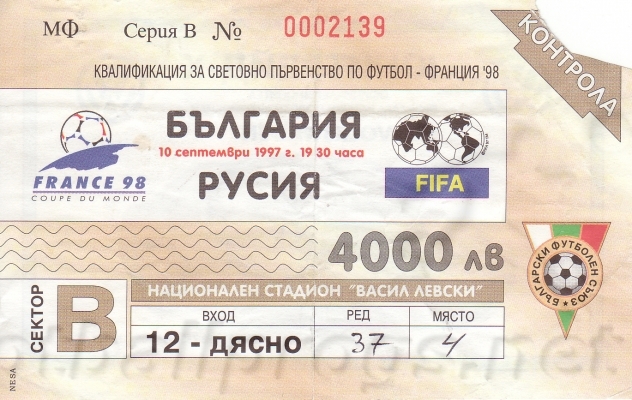 МФ Серия В № 0002139
КОНТРОЛА
КВАЛИФИКАЦИЯ ЗА СВЕТОВНО ПЪРВЕНСТВО ПО ФУТБОЛ - ФРАНЦИЯ '98
БЪЛГАРИЯ
10 септември 1997 г. 19 30 часа
РУСИЯ
FRANCE 98
COUPE DU MONDE
FIFA
4000 лв
БЪЛГАРСКИ ФУТБОЛЕН СЪЮЗ
СЕКТОР
В
НАЦИОНАЛЕН СТАДИОН "ВАСИЛ ЛЕВСКИ"
ВХОД РЕД МЯСТО
12 - ДЯСНО 37 4
NESA